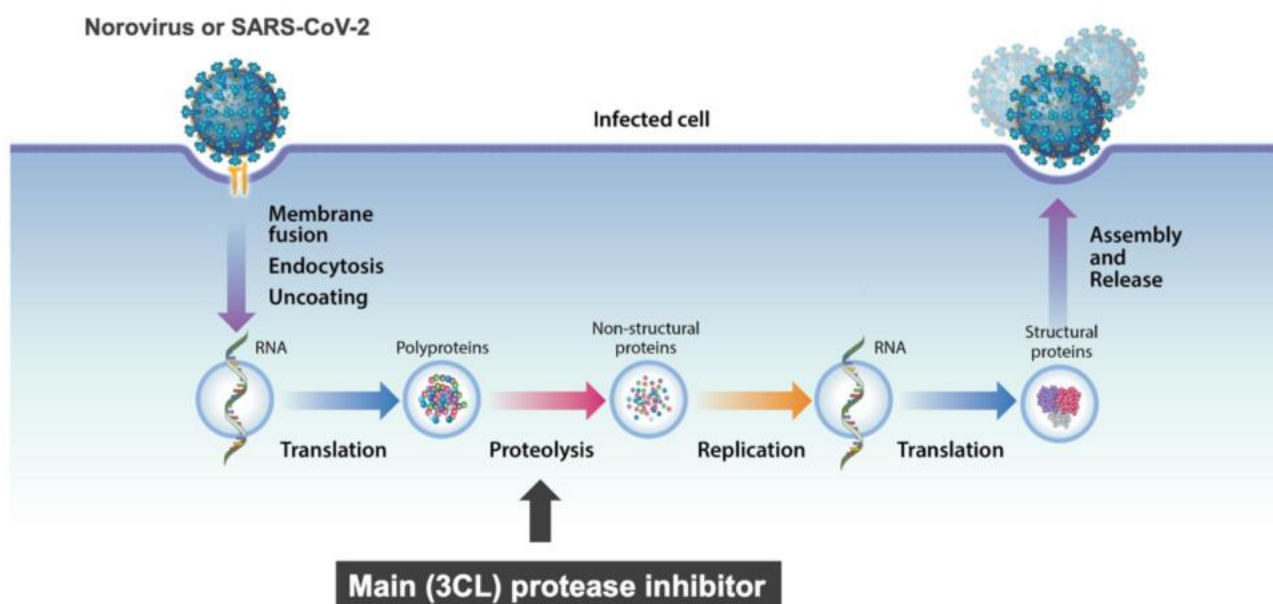 Norovirus or SARS-CoV-2
Infected cell
Membrane
fusion
Endocytosis
Uncoating
Assembly
and
Release
RNA
Polyproteins
Non-structural
proteins
RNA
Structural
proteins
Translation
Proteolysis
Replication
Translation
Main (3CL) protease inhibitor